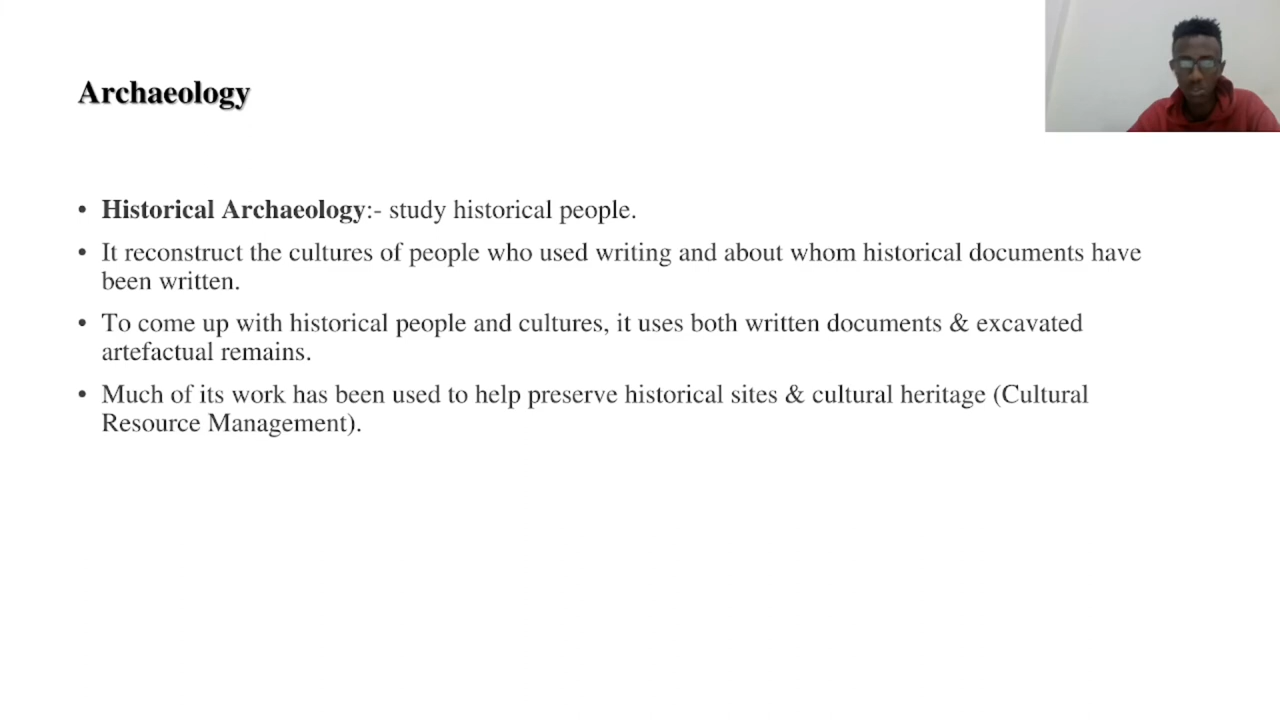 Archaeology
• Historical Archaeology:- study historical people.
• It reconstruct the cultures of people who used writing and about whom historical documents have
been written.
• To come up with historical people and cultures, it uses both written documents & excavated
artefactual remains.
• Much of its work has been used to help preserve historical sites & cultural heritage (Cultural
Resource Management).